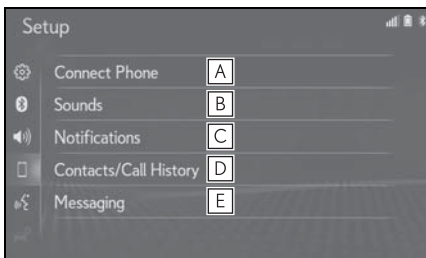 Setup
Connect Phone A
Sounds B
Notifications C
Contacts/Call History D
Messaging E